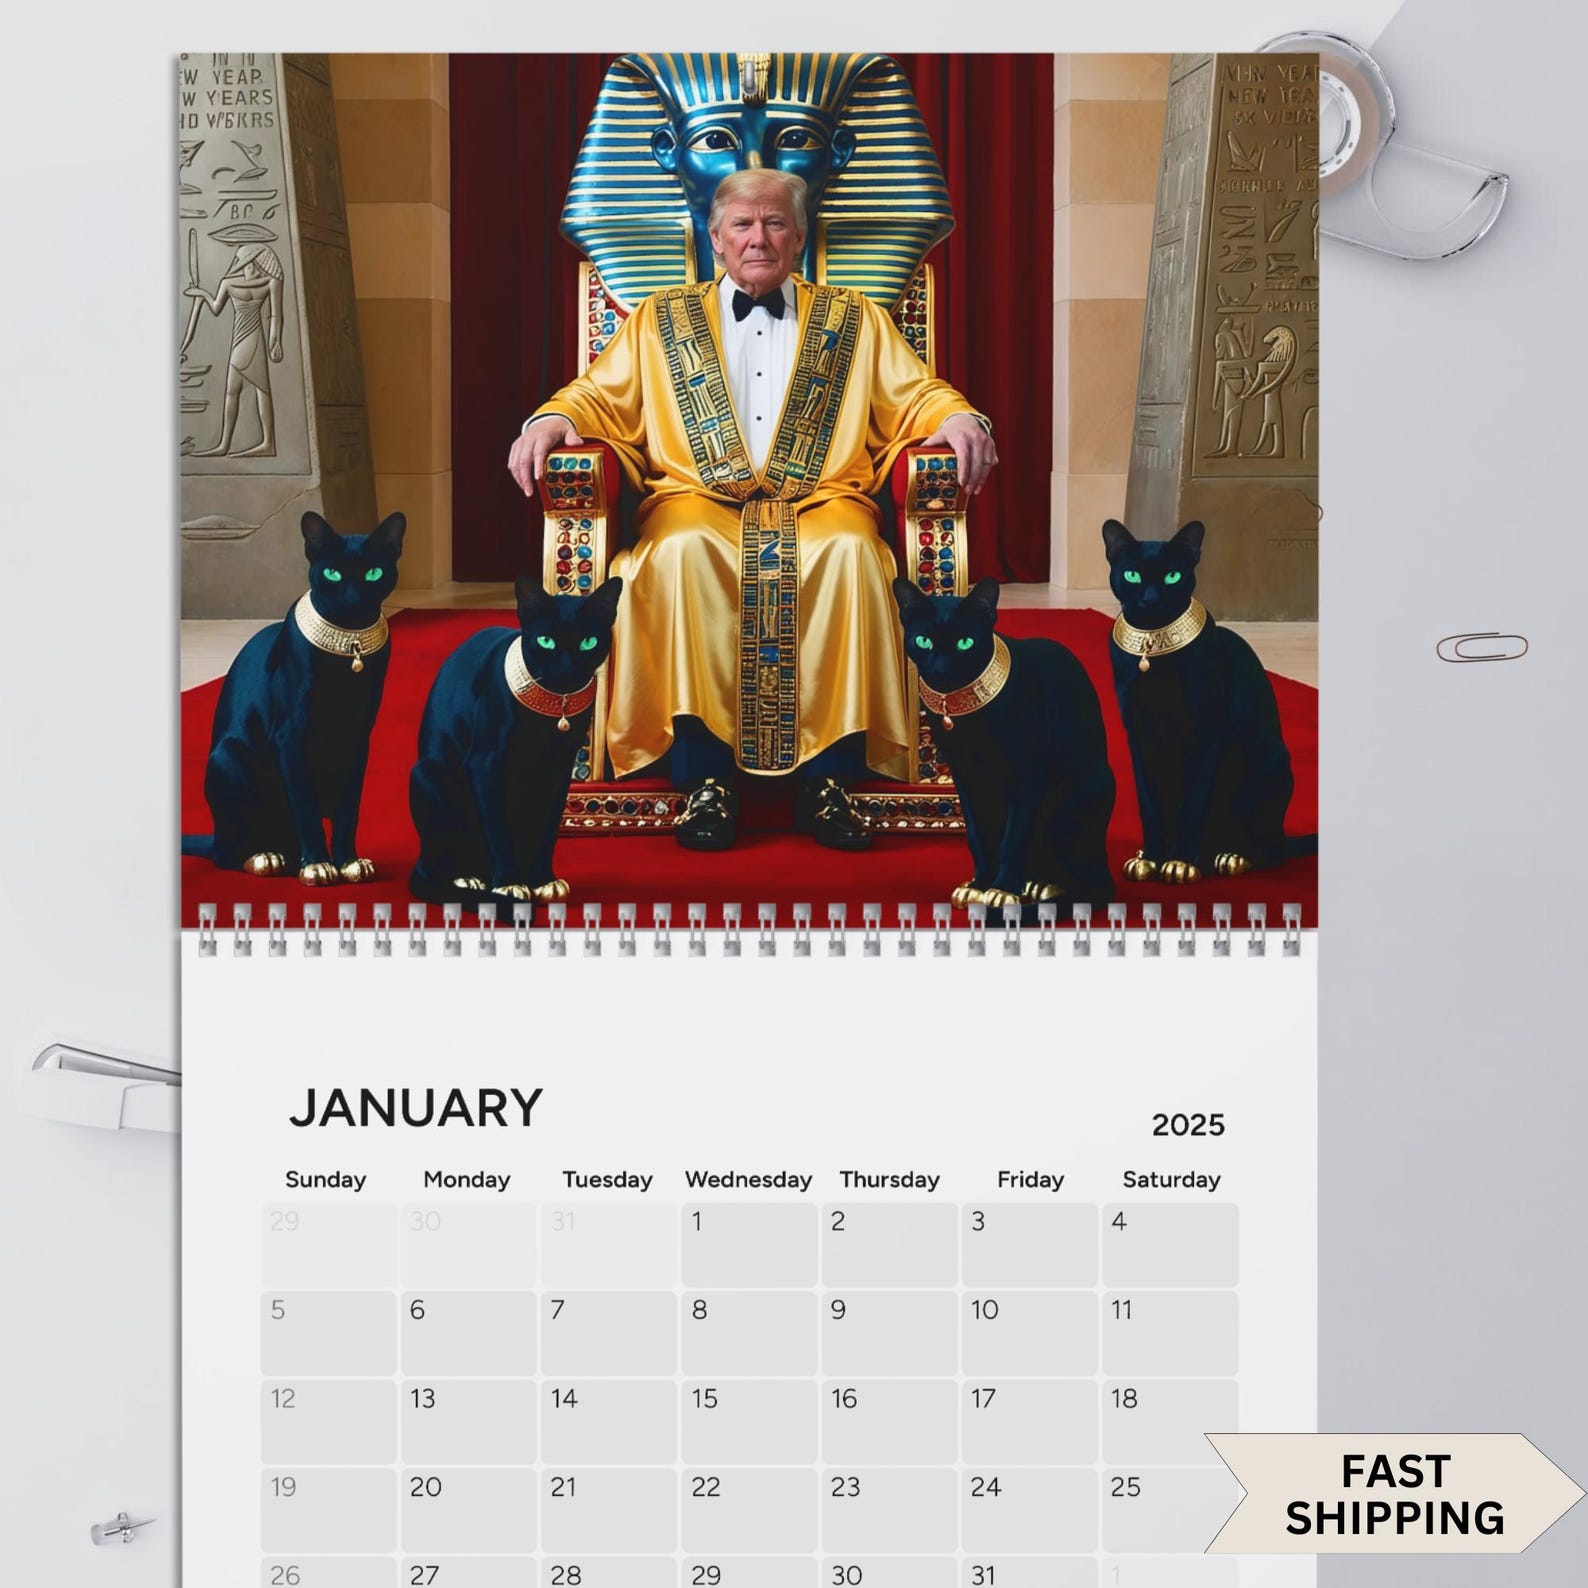 W YEAR
W YEARS
NEW
JANUARY
2025
Sunday Monday Tuesday Wednesday Thursday Friday Saturday
29 30 31 1 2 3 4
5 6 7 8 9 10 11
12 13 14 15 16 17 18
19 20 21 22 23 24 25
26 27 28 29 30 31 1
FAST
SHIPPING